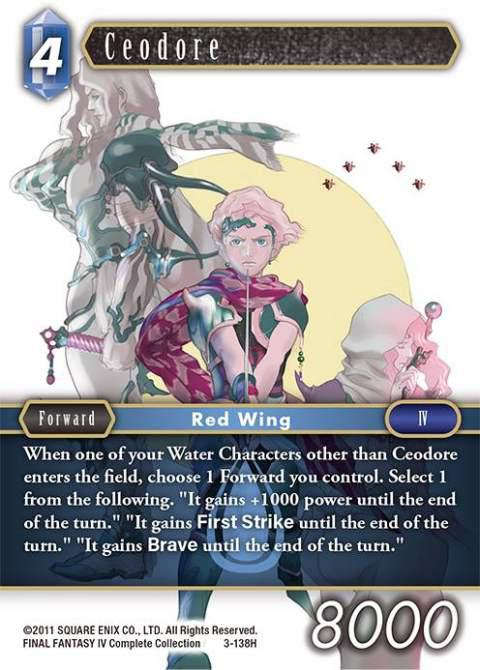 4
Ceodore
Forward
Red Wing
IV
When one of your Water Characters other than Ceodore
enters the field, choose 1 Forward you control. Select 1
from the following. "It gains +1000 power until the end
of the turn." "It gains First Strike until the end of the
turn." "It gains Brave until the end of the turn."
©2011 SQUARE ENIX CO., LTD. All Rights Reserved.
FINAL FANTASY IV Complete Collection 3-138H
8000